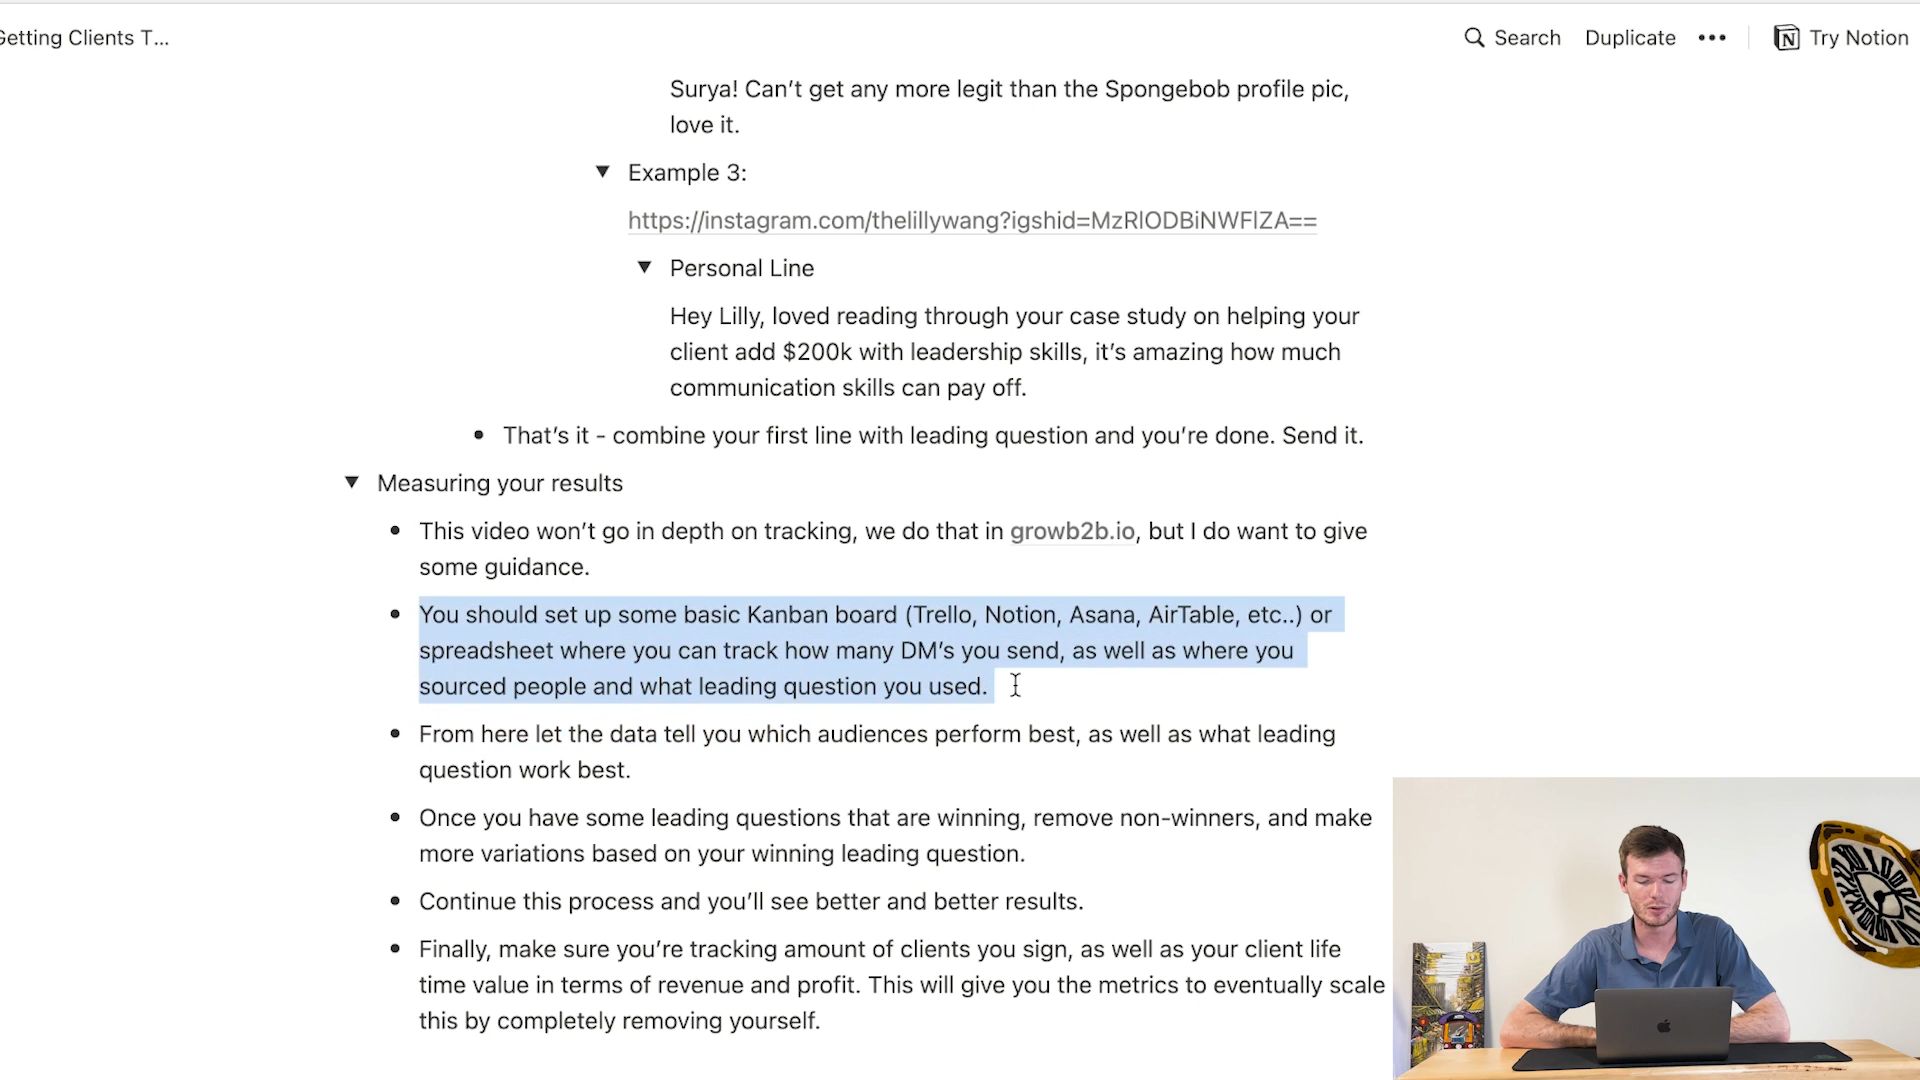 Getting Clients T...
Search Duplicate ••• Try Notion
Surya! Can't get any more legit than the Spongebob profile pic,
love it.
Example 3:
https://instagram.com/thelillywang?igshid=MzRlODBiNWFlZA==
Personal Line
Hey Lilly, loved reading through your case study on helping your
client add $200k with leadership skills, it's amazing how much
communication skills can pay off.
• That's it - combine your first line with leading question and you're done. Send it.
Measuring your results
• This video won't go in depth on tracking, we do that in growb2b.io, but I do want to give
some guidance.
• You should set up some basic Kanban board (Trello, Notion, Asana, AirTable, etc..) or
spreadsheet where you can track how many DM's you send, as well as where you
sourced people and what leading question you used.
• From here let the data tell you which audiences perform best, as well as what leading
question work best.
• Once you have some leading questions that are winning, remove non-winners, and make
more variations based on your winning leading question.
• Continue this process and you'll see better and better results.
• Finally, make sure you're tracking amount of clients you sign, as well as your client life
time value in terms of revenue and profit. This will give you the metrics to eventually scale
this by completely removing yourself.